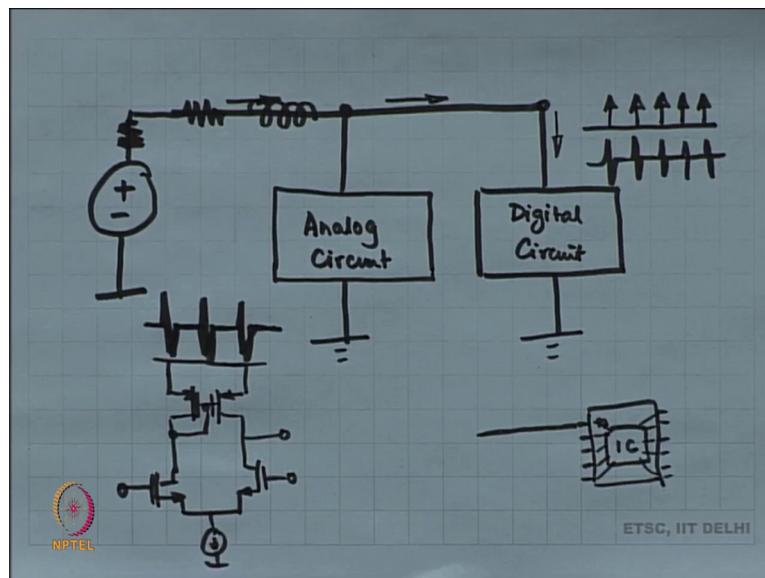 +
-
Analog
Circuit
Digital
Circuit
IC
NPTEL
ETSC, IIT DELHI